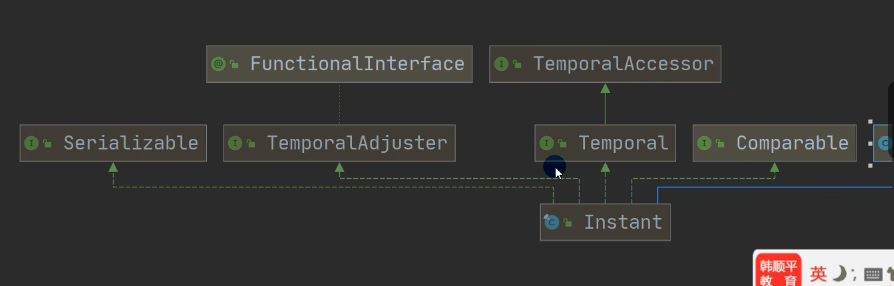 FunctionalInterface
TemporalAccessor
Serializable
TemporalAdjuster
Temporal
Comparable
Instant
韩顺平
教 育
英